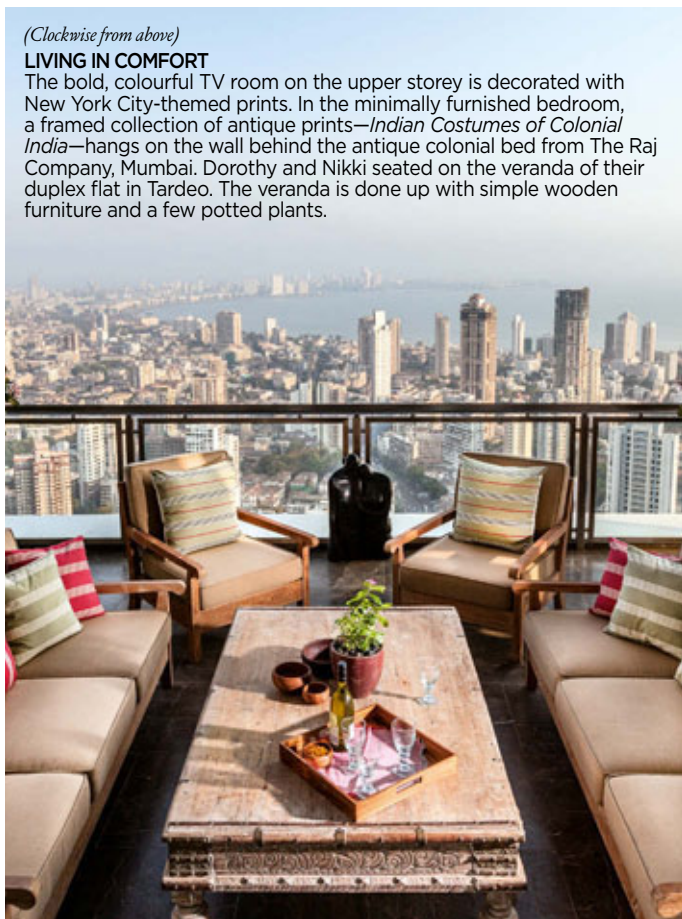 (Clockwise from above)
LIVING IN COMFORT
The bold, colourful TV room on the upper storey is decorated with
New York City-themed prints. In the minimally furnished bedroom,
a framed collection of antique prints—Indian Costumes of Colonial
India—hangs on the wall behind the antique colonial bed from The Raj
Company, Mumbai. Dorothy and Nikki seated on the veranda of their
duplex flat in Tardeo. The veranda is done up with simple wooden
furniture and a few potted plants.